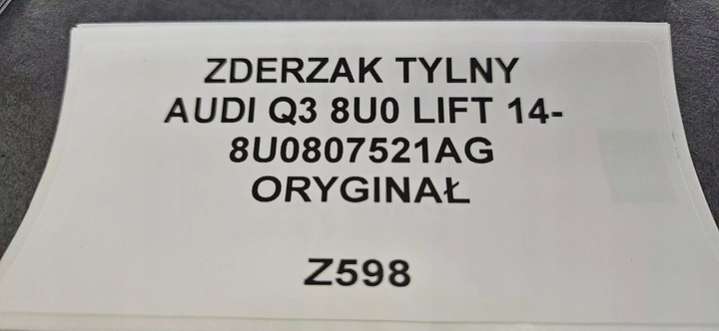 ZDERZAK TYLNY
AUDI Q3 8U0 LIFT 14-
8U0807521AG
ORYGINAŁ
Z598